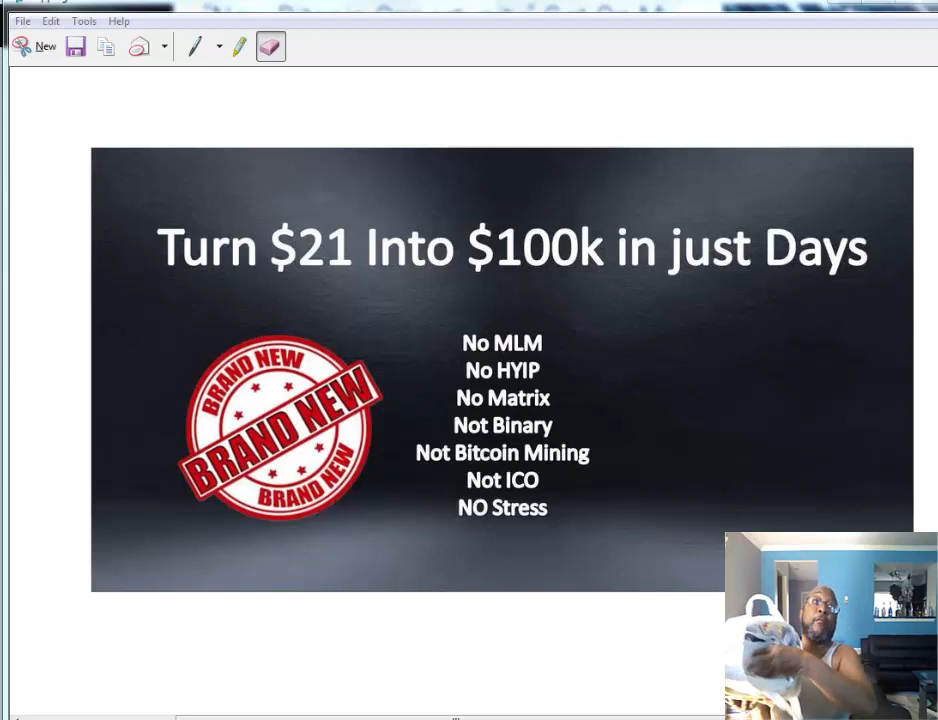 File Edit Tools Help
New
Turn $21 Into $100k in just Days
BRAND NEW
BRAND NEW
BRAND NEW
No MLM
No HYIP
No Matrix
Not Binary
Not Bitcoin Mining
Not ICO
NO Stress